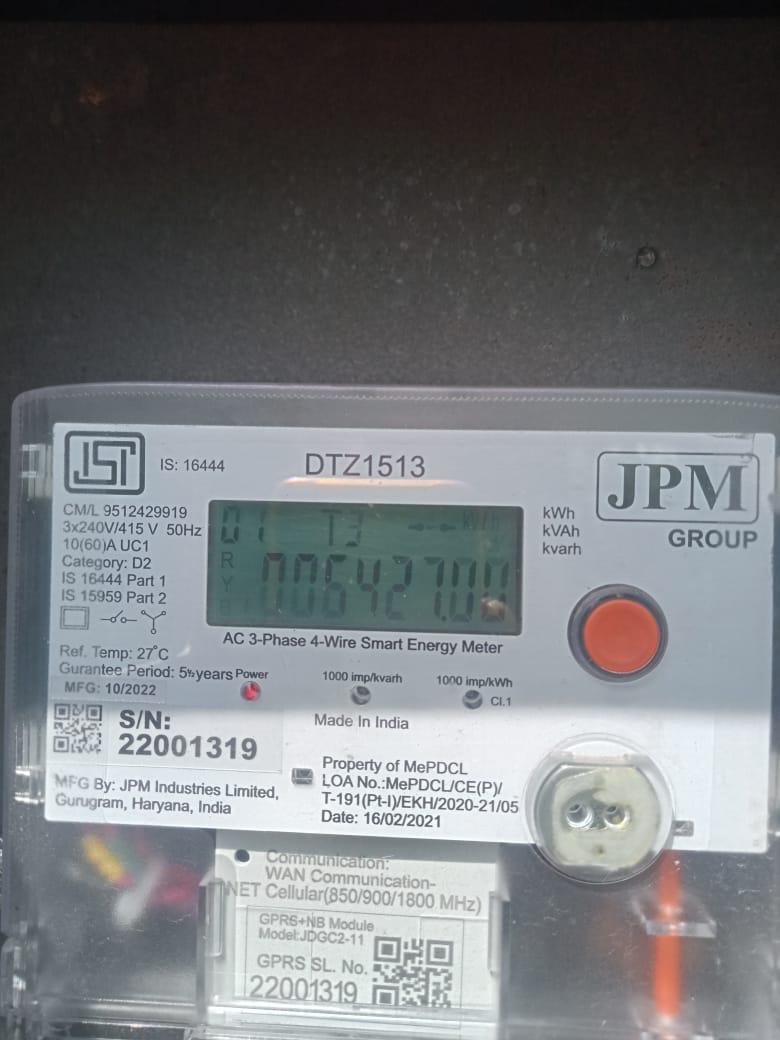 IS: 16444
DTZ1513
JPM
GROUP
CM/L 9512429919
3x240V/415 V 50Hz
10(60)A UC1
Category: D2
IS 16444 Part 1
IS 15959 Part 2
01 T3 kVAh
R
Y
006427.00
kWh
kVAh
kvarh
AC 3-Phase 4-Wire Smart Energy Meter
Ref. Temp: 27°C
Gurantee Period: 5½years
MFG: 10/2022
Power
1000 imp/kvarh
1000 imp/kWh
Cl.1
Made In India
S/N:
22001319
MFG By: JPM Industries Limited,
Gurugram, Haryana, India
Property of MePDCL
LOA No.:MePDCL/CE(P)/
T-191(Pt-I)/EKH/2020-21/05
Date: 16/02/2021
Communication:
WAN Communication-
NET Cellular(850/900/1800 MHz)
GPRS+NB Module
Model:JDGC2-11
GPRS SL. No.
22001319